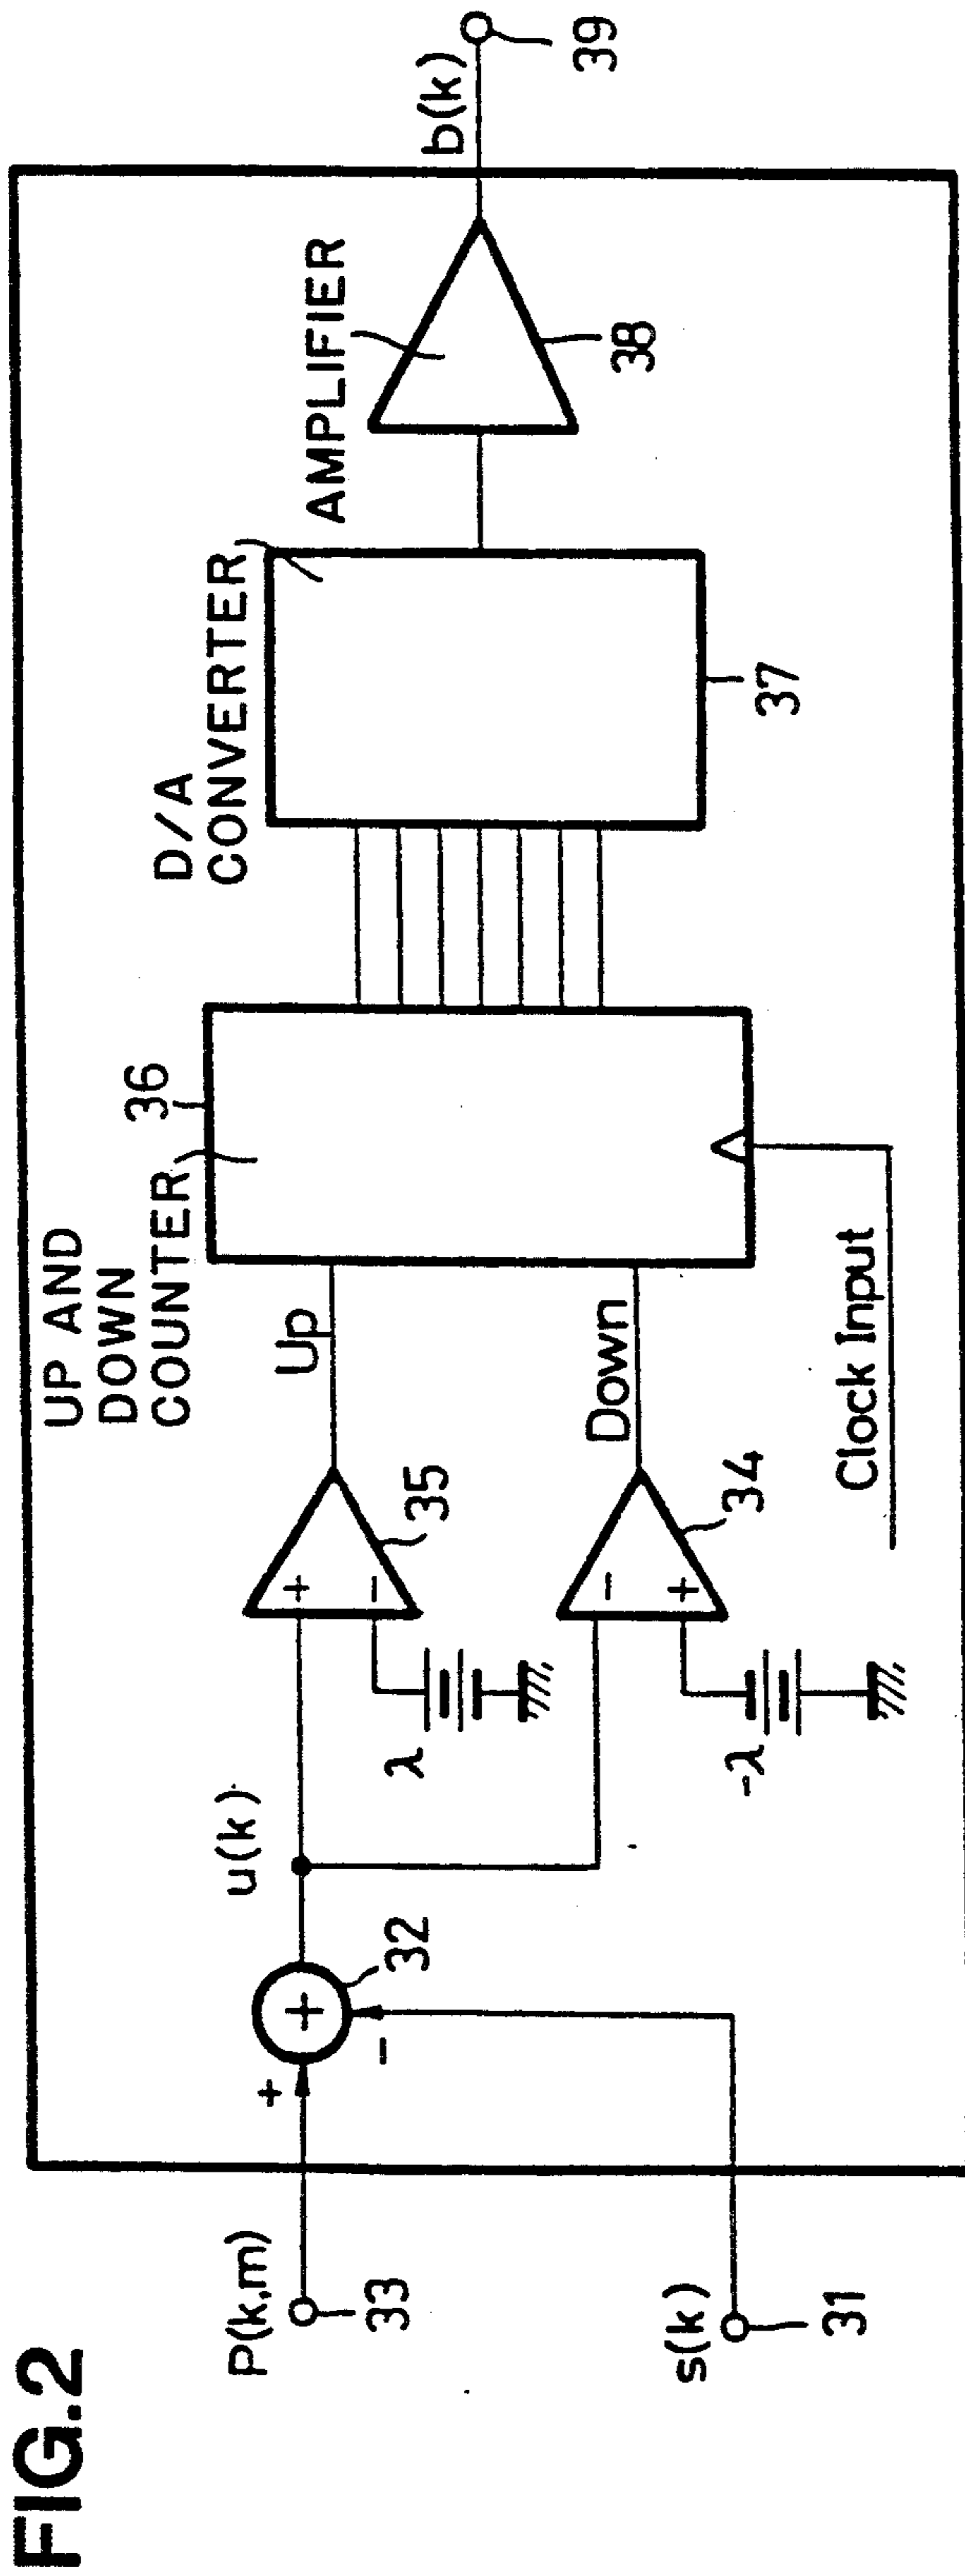 FIG.2
P(k,m)
33
s(k)
31
+
-
+
32
u(k)
λ
-λ
+
-
35
-
+
34
Up
Down
Clock Input
UP AND
DOWN
COUNTER
36
D/A
CONVERTER
37
AMPLIFIER
38
b(k)
39